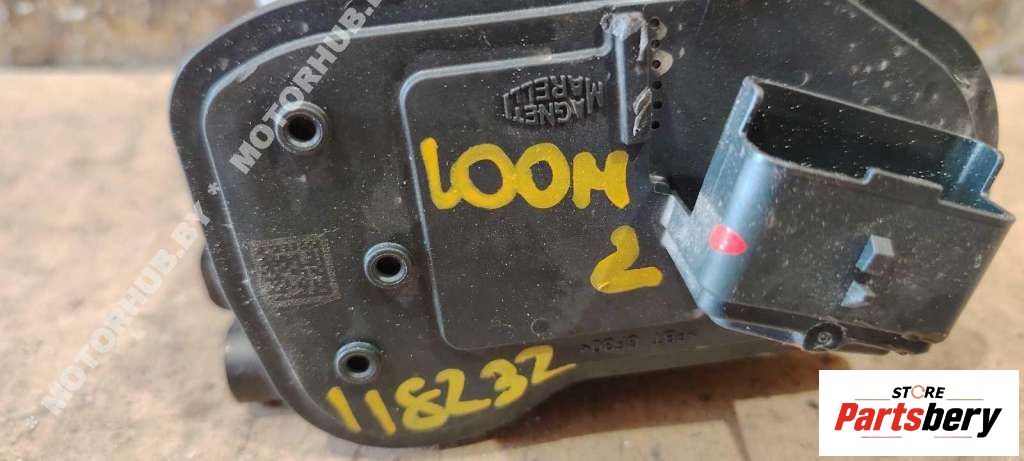 MOTORHUB.BY * MOTORHUB.BY
MAGNETI
MARELLI
LOOM
2
118232
STORE
Partsbery